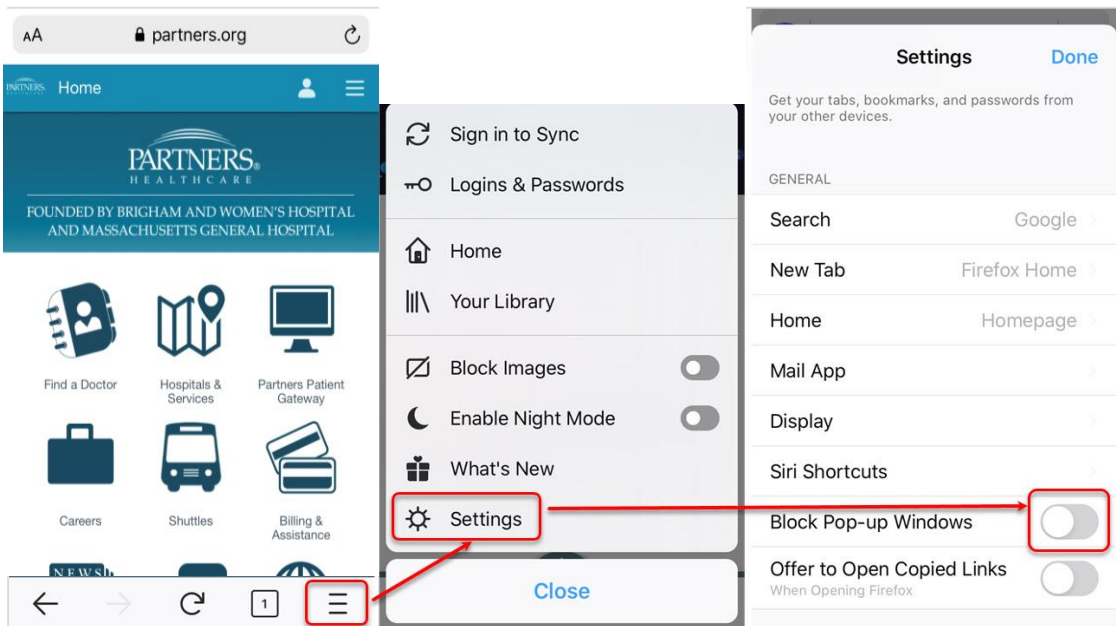 AA partners.org
PARTNERS Home
PARTNERS®
HEALTHCARE
FOUNDED BY BRIGHAM AND WOMEN'S HOSPITAL
AND MASSACHUSETTS GENERAL HOSPITAL
Find a Doctor
Hospitals &
Services
Partners Patient
Gateway
Careers
Shuttles
Billing &
Assistance
NEWS
1
Sign in to Sync
Logins & Passwords
Home
Your Library
Block Images
Enable Night Mode
What's New
Settings
Close
Settings Done
Get your tabs, bookmarks, and passwords from
your other devices.
GENERAL
Search Google
New Tab Firefox Home
Home Homepage
Mail App
Display
Siri Shortcuts
Block Pop-up Windows
Offer to Open Copied Links
When Opening Firefox